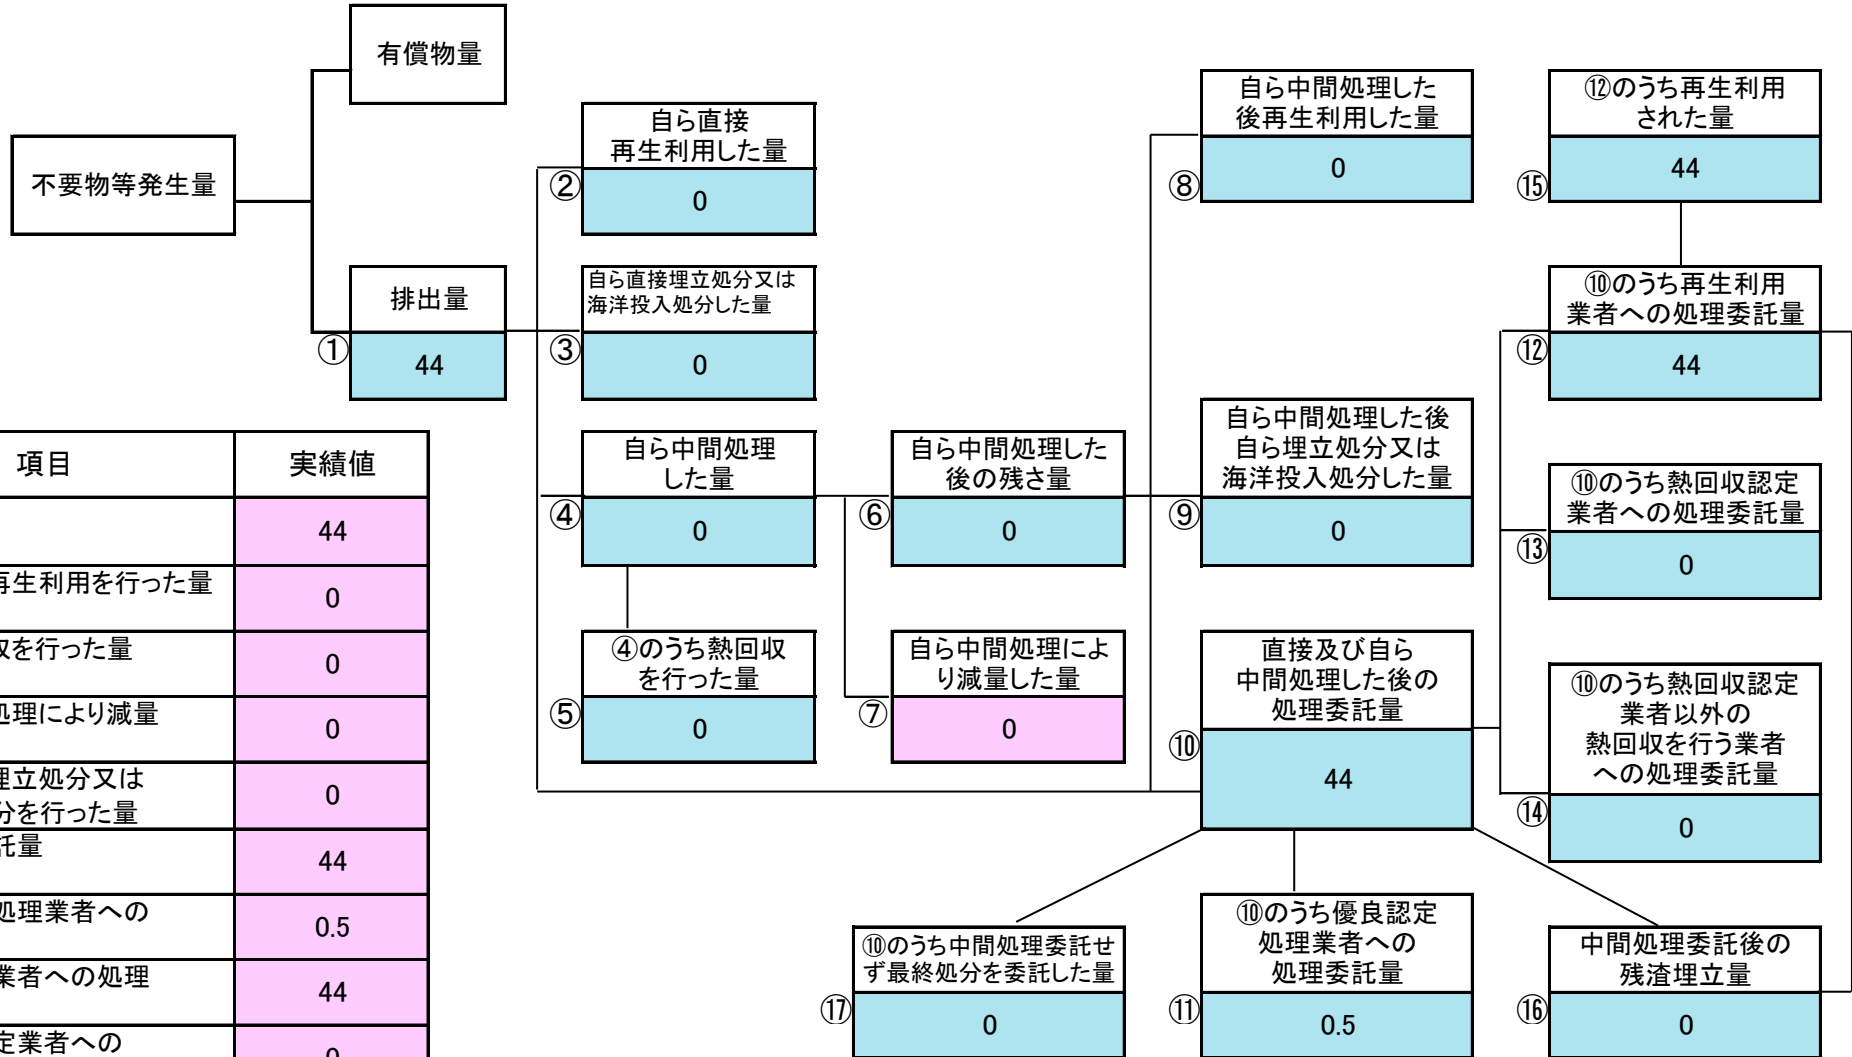 有償物量
不要物等発生量
排出量
①
44
自ら直接
再生利用した量
②
0
自ら直接埋立処分又は
海洋投入処分した量
③
0
自ら中間処理
した量
④
0
④のうち熱回収
を行った量
⑤
0
自ら中間処理した
後の残さ量
⑥
0
自ら中間処理によ
り減量した量
⑦
0
自ら中間処理した
後再生利用した量
⑧
0
自ら中間処理した後
自ら埋立処分又は
海洋投入処分した量
⑨
0
直接及び自ら
中間処理した後の
処理委託量
⑩
44
⑫のうち再生利用
された量
⑮
44
⑩のうち再生利用
業者への処理委託量
⑫
44
⑩のうち熱回収認定
業者への処理委託量
⑬
0
⑩のうち熱回収認定
業者以外の
熱回収を行う業者
への処理委託量
⑭
0
⑩のうち中間処理委託せ
ず最終処分を委託した量
⑰
0
⑩のうち優良認定
処理業者への
処理委託量
⑪
0.5
中間処理委託後の
残渣埋立量
⑯
0
項目 実績値
44
再生利用を行った量 0
を行った量 0
処理により減量 0
埋立処分又は
分を行った量 0
託量 44
処理業者への 0.5
業者への処理 44
定業者への 0